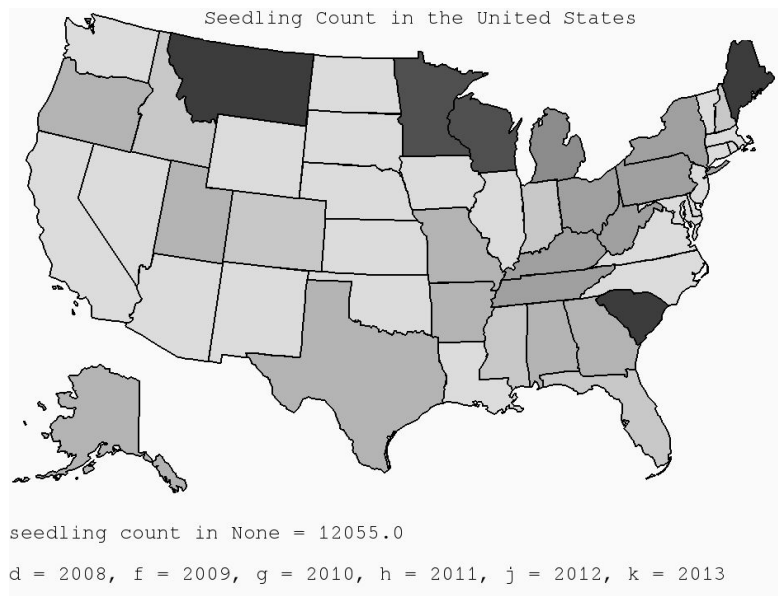 Seedling Count in the United States
seedling count in None = 12055.0
d = 2008, f = 2009, g = 2010, h = 2011, j = 2012, k = 2013